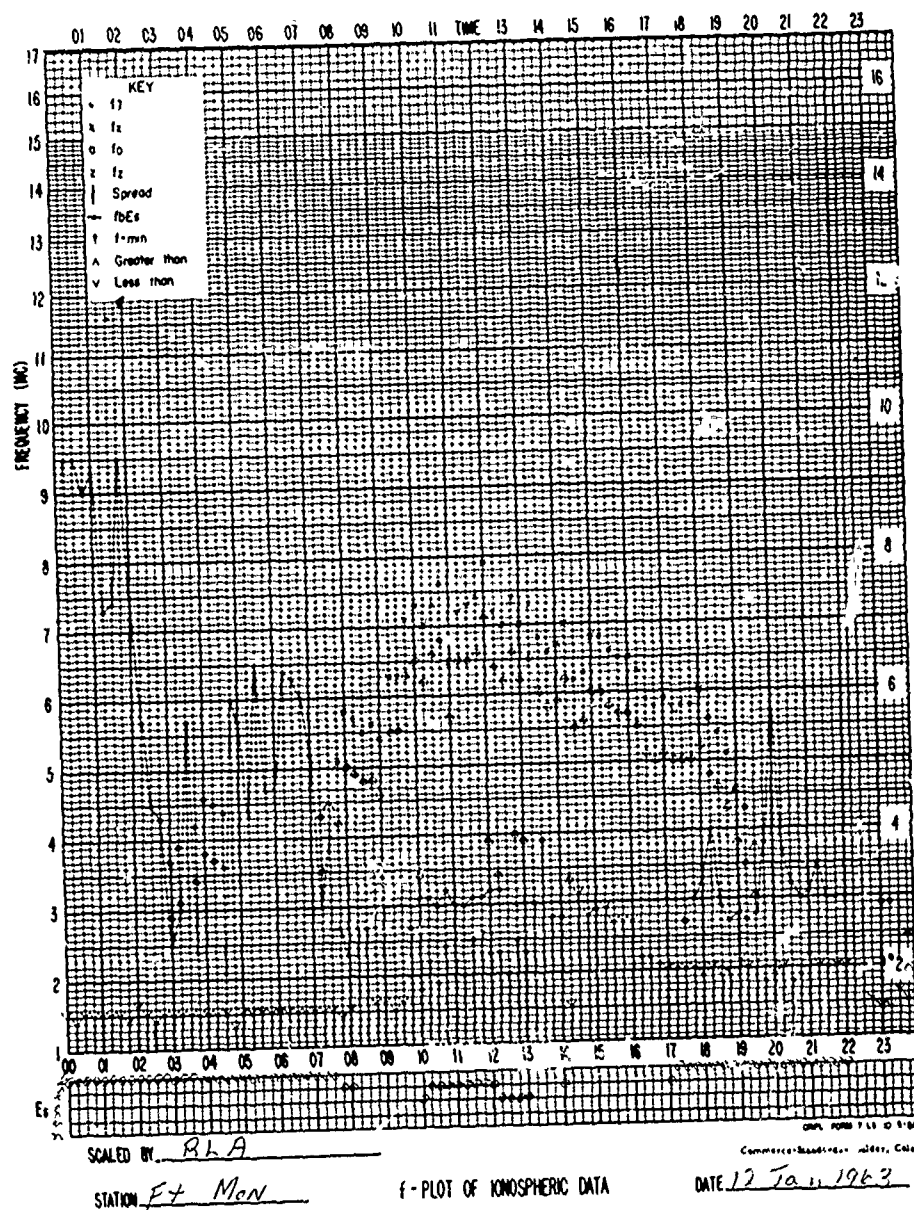 01 02 03 04 05 06 07 08 09 10 11 TIME 13 14 15 16 17 18 19 20 21 22 23
17
16
15
14
13
12
11
10
9
8
7
6
5
4
3
2
1
FREQUENCY (MC)
KEY
x fz
o fo
z fz
Spread
fbEs
f-min
Greater than
Less than
16
14
10
8
6
4
00 01 02 03 04 05 06 07 08 09 10 11 12 13 15 16 17 18 19 20 21 22 23
Es
SCALED BY RLA
STATION Ft Mon
f - PLOT OF IONOSPHERIC DATA
DATE Jan 1963